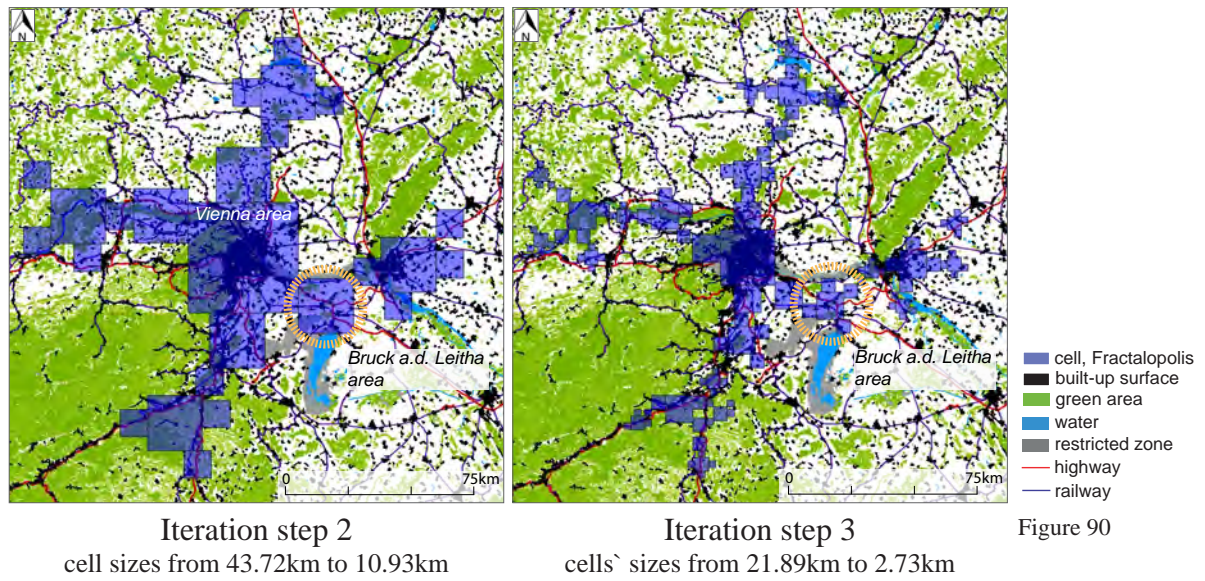 N
Vienna area
Bruck a.d. Leitha
area
0
75km
Iteration step 2
cell sizes from 43.72km to 10.93km
N
Bruck a.d. Leitha
area
0
75km
Iteration step 3
cells` sizes from 21.89km to 2.73km
cell, Fractalopolis
built-up surface
green area
water
restricted zone
highway
railway
Figure 90